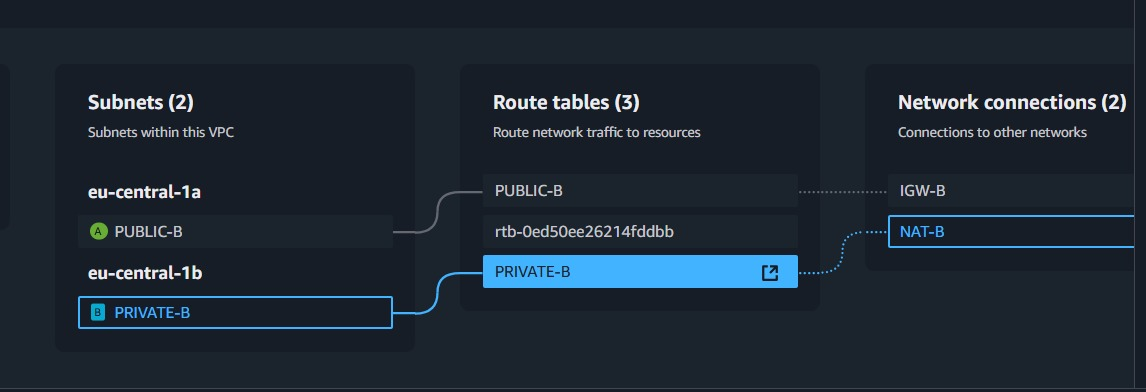 Subnets (2)
Subnets within this VPC
eu-central-1a
A PUBLIC-B
eu-central-1b
B PRIVATE-B
Route tables (3)
Route network traffic to resources
PUBLIC-B
rtb-0ed50ee26214fddbb
PRIVATE-B
Network connections (2)
Connections to other networks
IGW-B
NAT-B